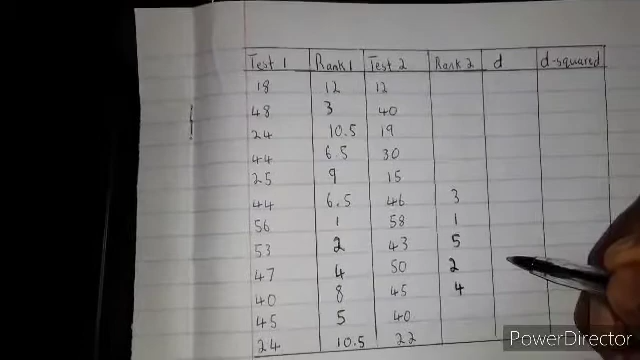 Test 1 Rank 1 Test 2 Rank 2 d d-squared
18 12 12
48 3 40
24 10.5 19
44 6.5 30
25 9 15
44 6.5 46 3
56 1 58 1
53 2 43 5
47 4 50 2
40 8 45 4
45 5 40
24 10.5 22
PowerDirector